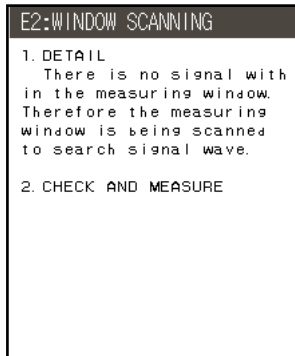 E2:WINDOW SCANNING
1. DETAIL
There is no signal with
in the measuring window.
Therefore the measuring
window is being scanned
to search signal wave.
2. CHECK AND MEASURE